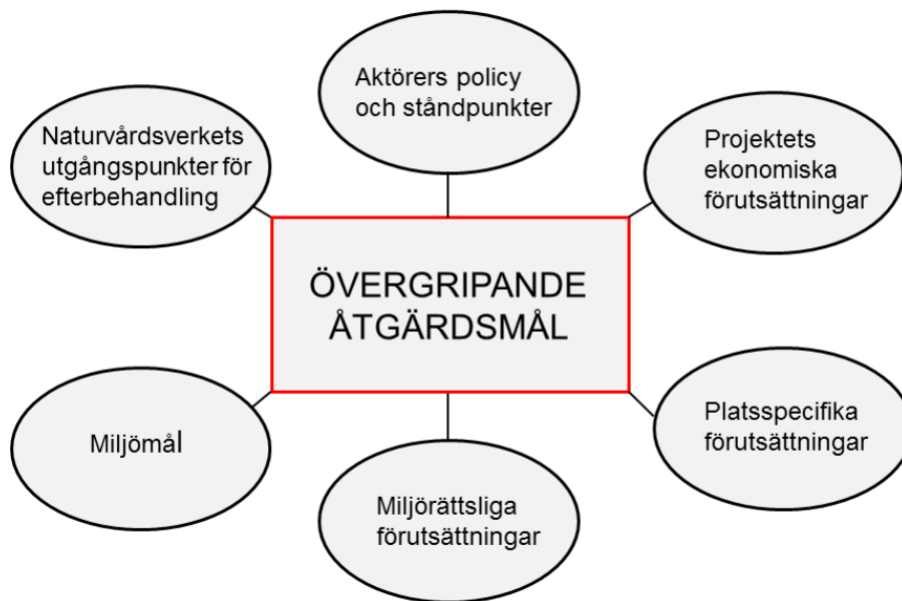 Aktörers policy
och ståndpunkter
Naturvårdsverkets
utgångspunkter för
efterbehandling
Projektets
ekonomiska
förutsättningar
ÖVERGRIPANDE
ÅTGÄRDSMÅL
Miljömål
Platsspecifika
förutsättningar
Miljörättsliga
förutsättningar